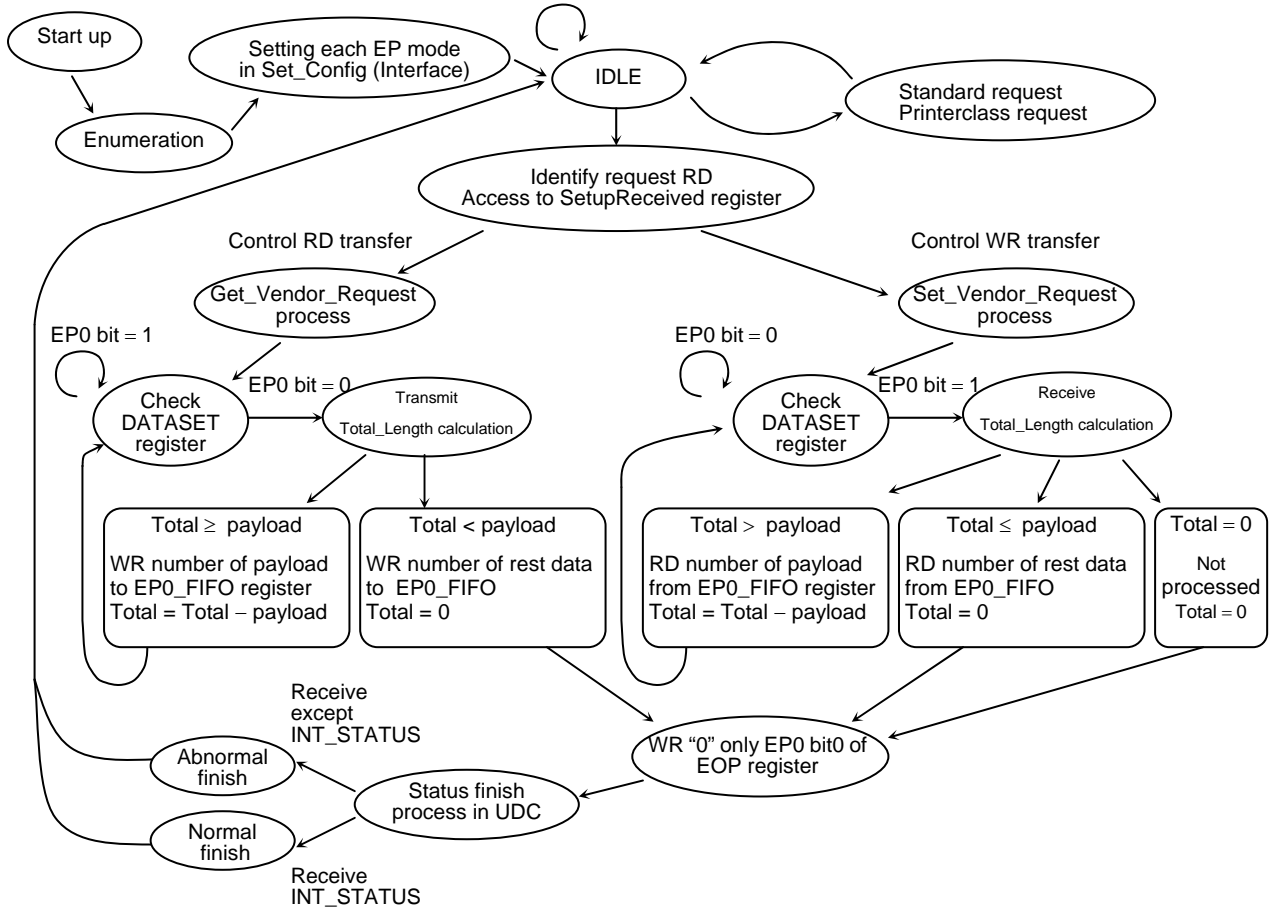 Start up
Setting each EP mode
in Set_Config (Interface)
IDLE
Standard request
Printerclass request
Enumeration
Identify request RD
Access to SetupReceived register
Control RD transfer
Control WR transfer
Get_Vendor_Request
process
Set_Vendor_Request
process
EP0 bit = 1
EP0 bit = 0
Check
DATASET
register
Transmit
Total_Length calculation
EP0 bit = 0
EP0 bit = 1
Check
DATASET
register
Receive
Total_Length calculation
Total ≥ payload
WR number of payload
to EP0_FIFO register
Total = Total − payload
Total < payload
WR number of rest data
to EP0_FIFO
Total = 0
Total > payload
RD number of payload
from EP0_FIFO register
Total = Total − payload
Total ≤ payload
RD number of rest data
from EP0_FIFO
Total = 0
Total = 0
Not
processed
Total = 0
Receive
except
INT_STATUS
Abnormal
finish
WR “0” only EP0 bit0 of
EOP register
Status finish
process in UDC
Normal
finish
Receive
INT_STATUS